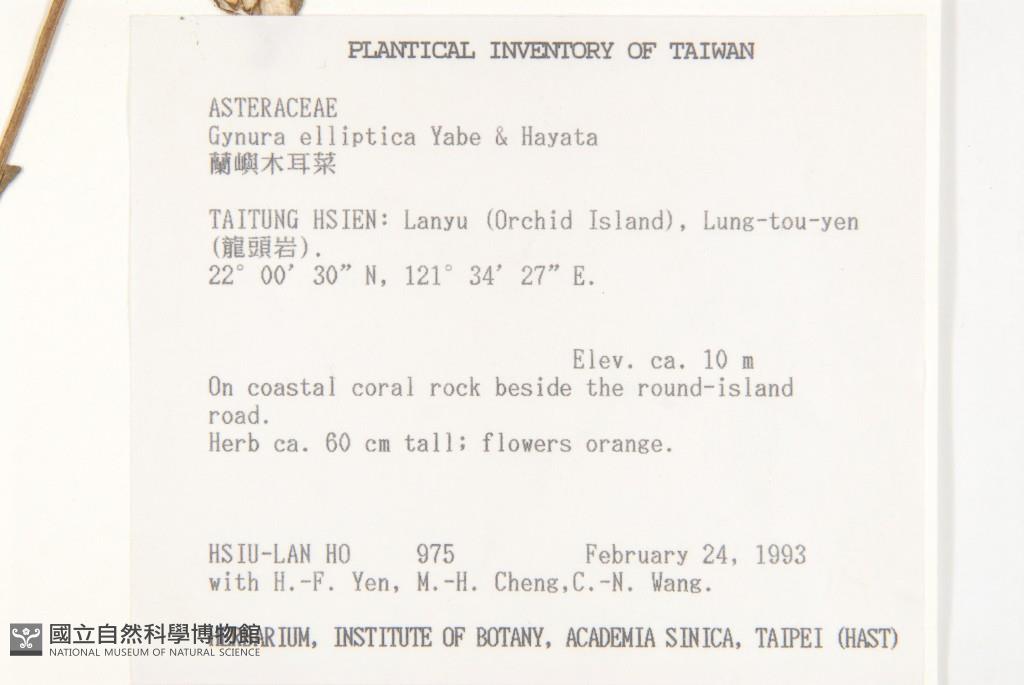 PLANTICAL INVENTORY OF TAIWAN
ASTERACEAE
Gynura elliptica Yabe & Hayata
蘭嶼木耳菜
TAITUNG HSIEN: Lanyu (Orchid Island), Lung-tou-yen
(龍頭岩).
22° 00′ 30″ N, 121° 34′ 27″ E.
Elev. ca. 10 m
On coastal coral rock beside the round-island
road.
Herb ca. 60 cm tall; flowers orange.
HSIU-LAN HO 975 February 24, 1993
with H.-F. Yen, M.-H. Cheng,C.-N. Wang.
HERBARIUM, INSTITUTE OF BOTANY, ACADEMIA SINICA, TAIPEI (HAST)
國立自然科學博物館
NATIONAL MUSEUM OF NATURAL SCIENCE